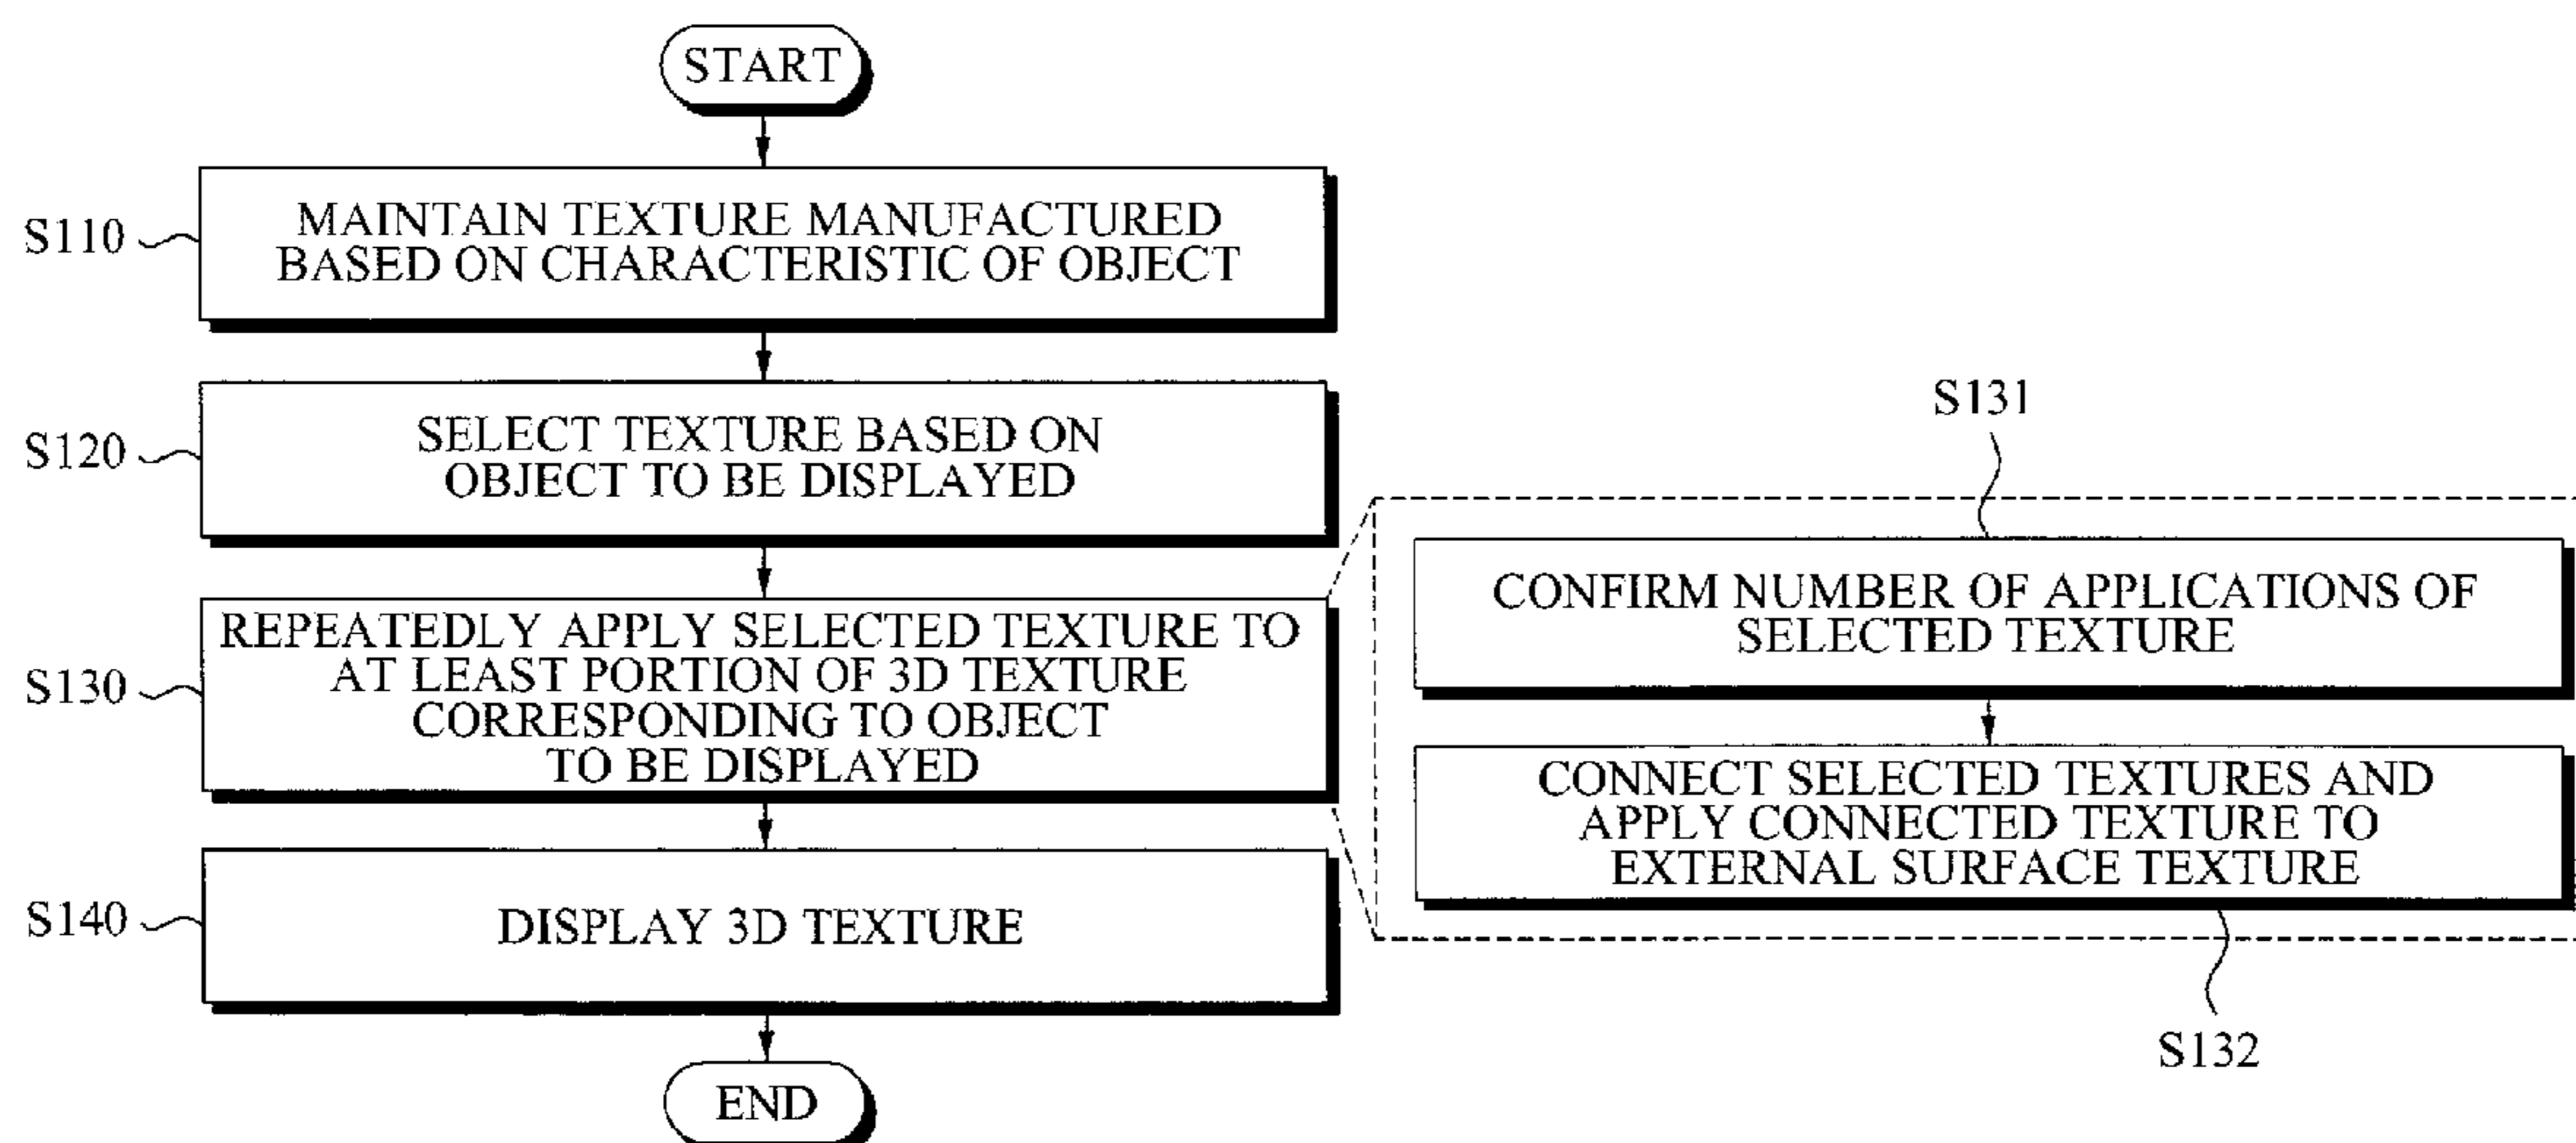 START
S110
MAINTAIN TEXTURE MANUFACTURED
BASED ON CHARACTERISTIC OF OBJECT
S120
SELECT TEXTURE BASED ON
OBJECT TO BE DISPLAYED
S130
REPEATEDLY APPLY SELECTED TEXTURE TO
AT LEAST PORTION OF 3D TEXTURE
CORRESPONDING TO OBJECT
TO BE DISPLAYED
S131
CONFIRM NUMBER OF APPLICATIONS OF
SELECTED TEXTURE
CONNECT SELECTED TEXTURES AND
APPLY CONNECTED TEXTURE TO
EXTERNAL SURFACE TEXTURE
S132
S140
DISPLAY 3D TEXTURE
END